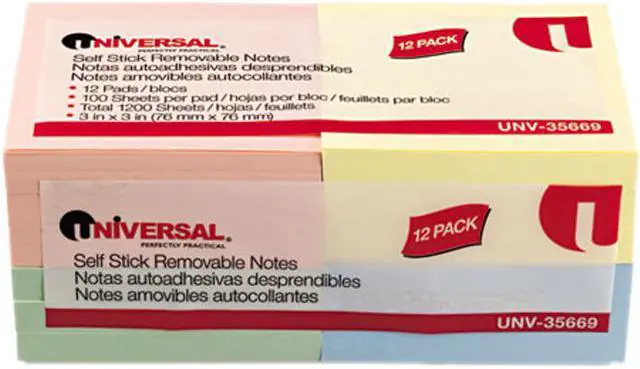 UNIVERSAL®
PERFECTLY PRACTICAL
Self Stick Removable Notes
Notas autoadhesivas desprendibles
Notes amovibles autocollantes
• 12 Pads/blocs
• 100 Sheets per pad/hojas por bloc/feuillets par bloc
• Total 1200 Sheets/hojas/feuillets
• 3 in x 3 in (76 mm x 76 mm)
12 PACK
U
UNV-35669
UNIVERSAL®
PERFECTLY PRACTICAL
Self Stick Removable Notes
Notas autoadhesivas desprendibles
Notes amovibles autocollantes
12 PACK
U
UNV-35669